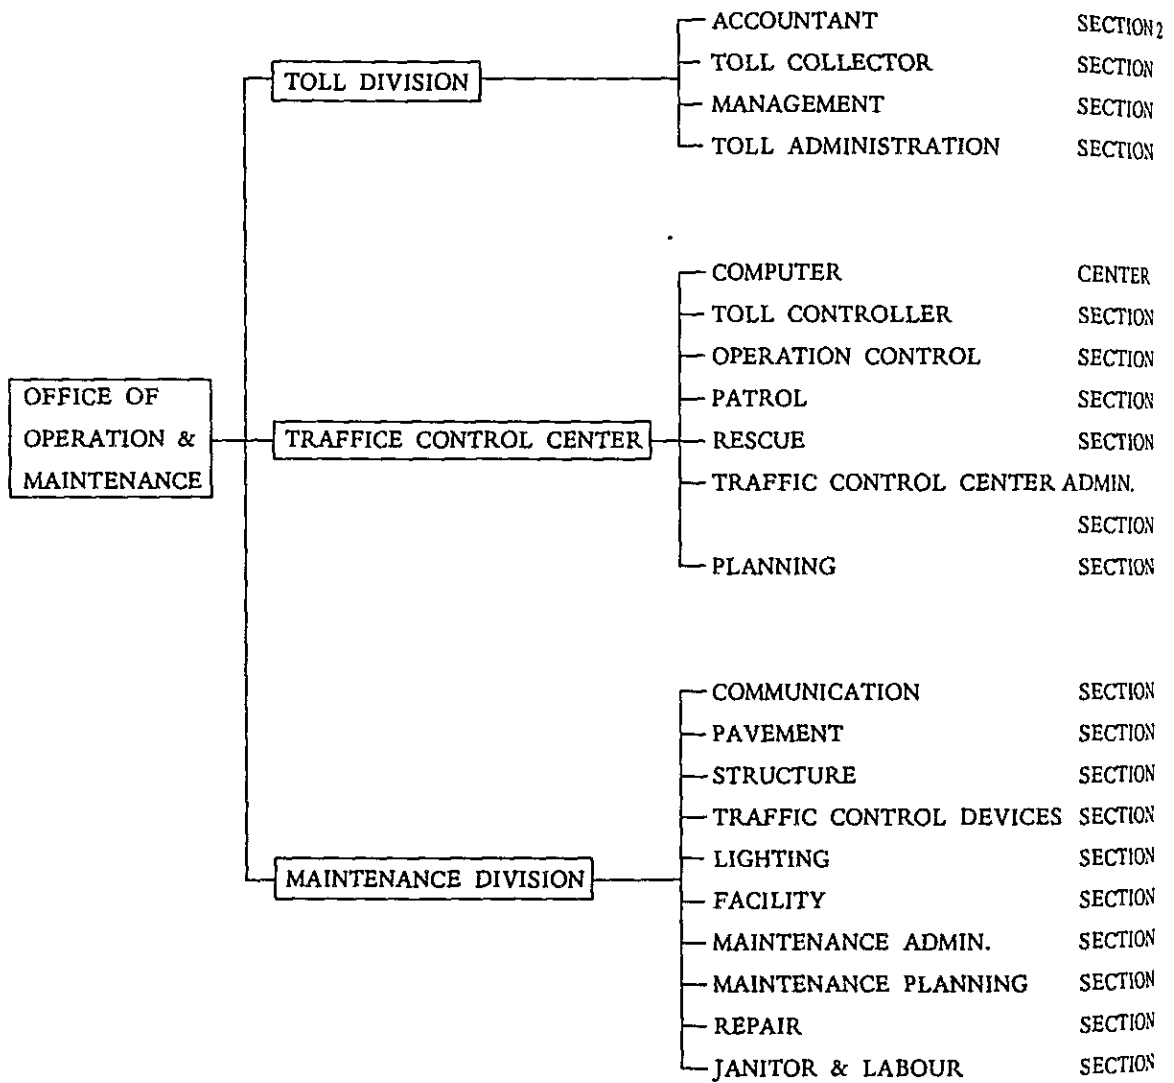 ACCOUNTANT SECTION 2
TOLL DIVISION
TOLL COLLECTOR SECTION
MANAGEMENT SECTION
TOLL ADMINISTRATION SECTION
COMPUTER CENTER
TOLL CONTROLLER SECTION
OPERATION CONTROL SECTION
OFFICE OF
OPERATION &
MAINTENANCE
PATROL SECTION
TRAFFICE CONTROL CENTER
RESCUE SECTION
TRAFFIC CONTROL CENTER ADMIN.
SECTION
PLANNING SECTION
COMMUNICATION SECTION
PAVEMENT SECTION
STRUCTURE SECTION
TRAFFIC CONTROL DEVICES SECTION
LIGHTING SECTION
MAINTENANCE DIVISION
FACILITY SECTION
MAINTENANCE ADMIN. SECTION
MAINTENANCE PLANNING SECTION
REPAIR SECTION
JANITOR & LABOUR SECTION